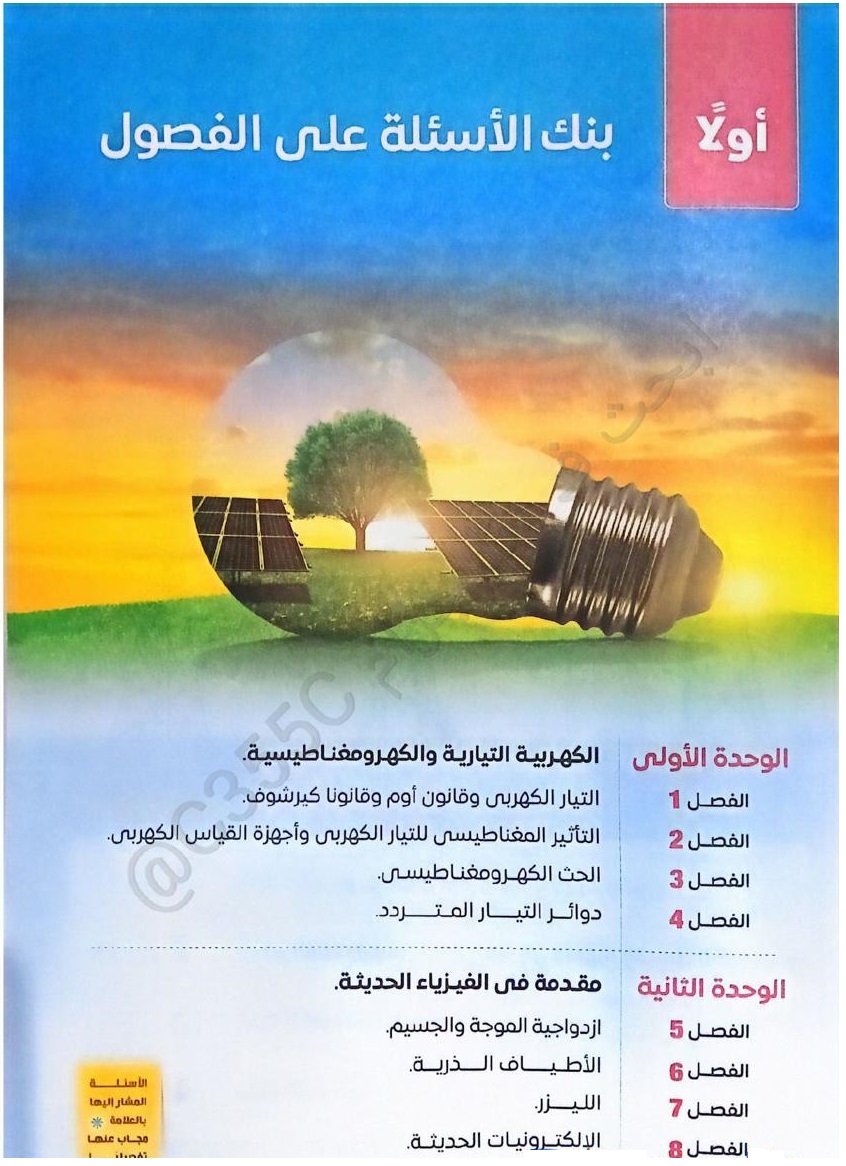 أولًا
بنك الأسئلة على الفصول
الوحدة الأولى الكهربية التيارية والكهرومغناطيسية.
الفصل 1 التيار الكهربى وقانون أوم وقانونا كيرشوف.
الفصل 2 التأثير المغناطيسى للتيار الكهربى وأجهزة القياس الكهربى.
الفصل 3 الحث الكهرومغناطيسى.
الفصل 4 دوائر التيار المتردد.
الوحدة الثانية مقدمة فى الفيزياء الحديثة.
الفصل 5 ازدواجية الموجة والجسيم.
الفصل 6 الأطياف الذرية.
الفصل 7 الليزر.
الفصل 8 الإلكترونيات الحديثة.
الأسئلة
المشار إليها
بالعلامة *
مجاب عنها
@C355C
ابحث